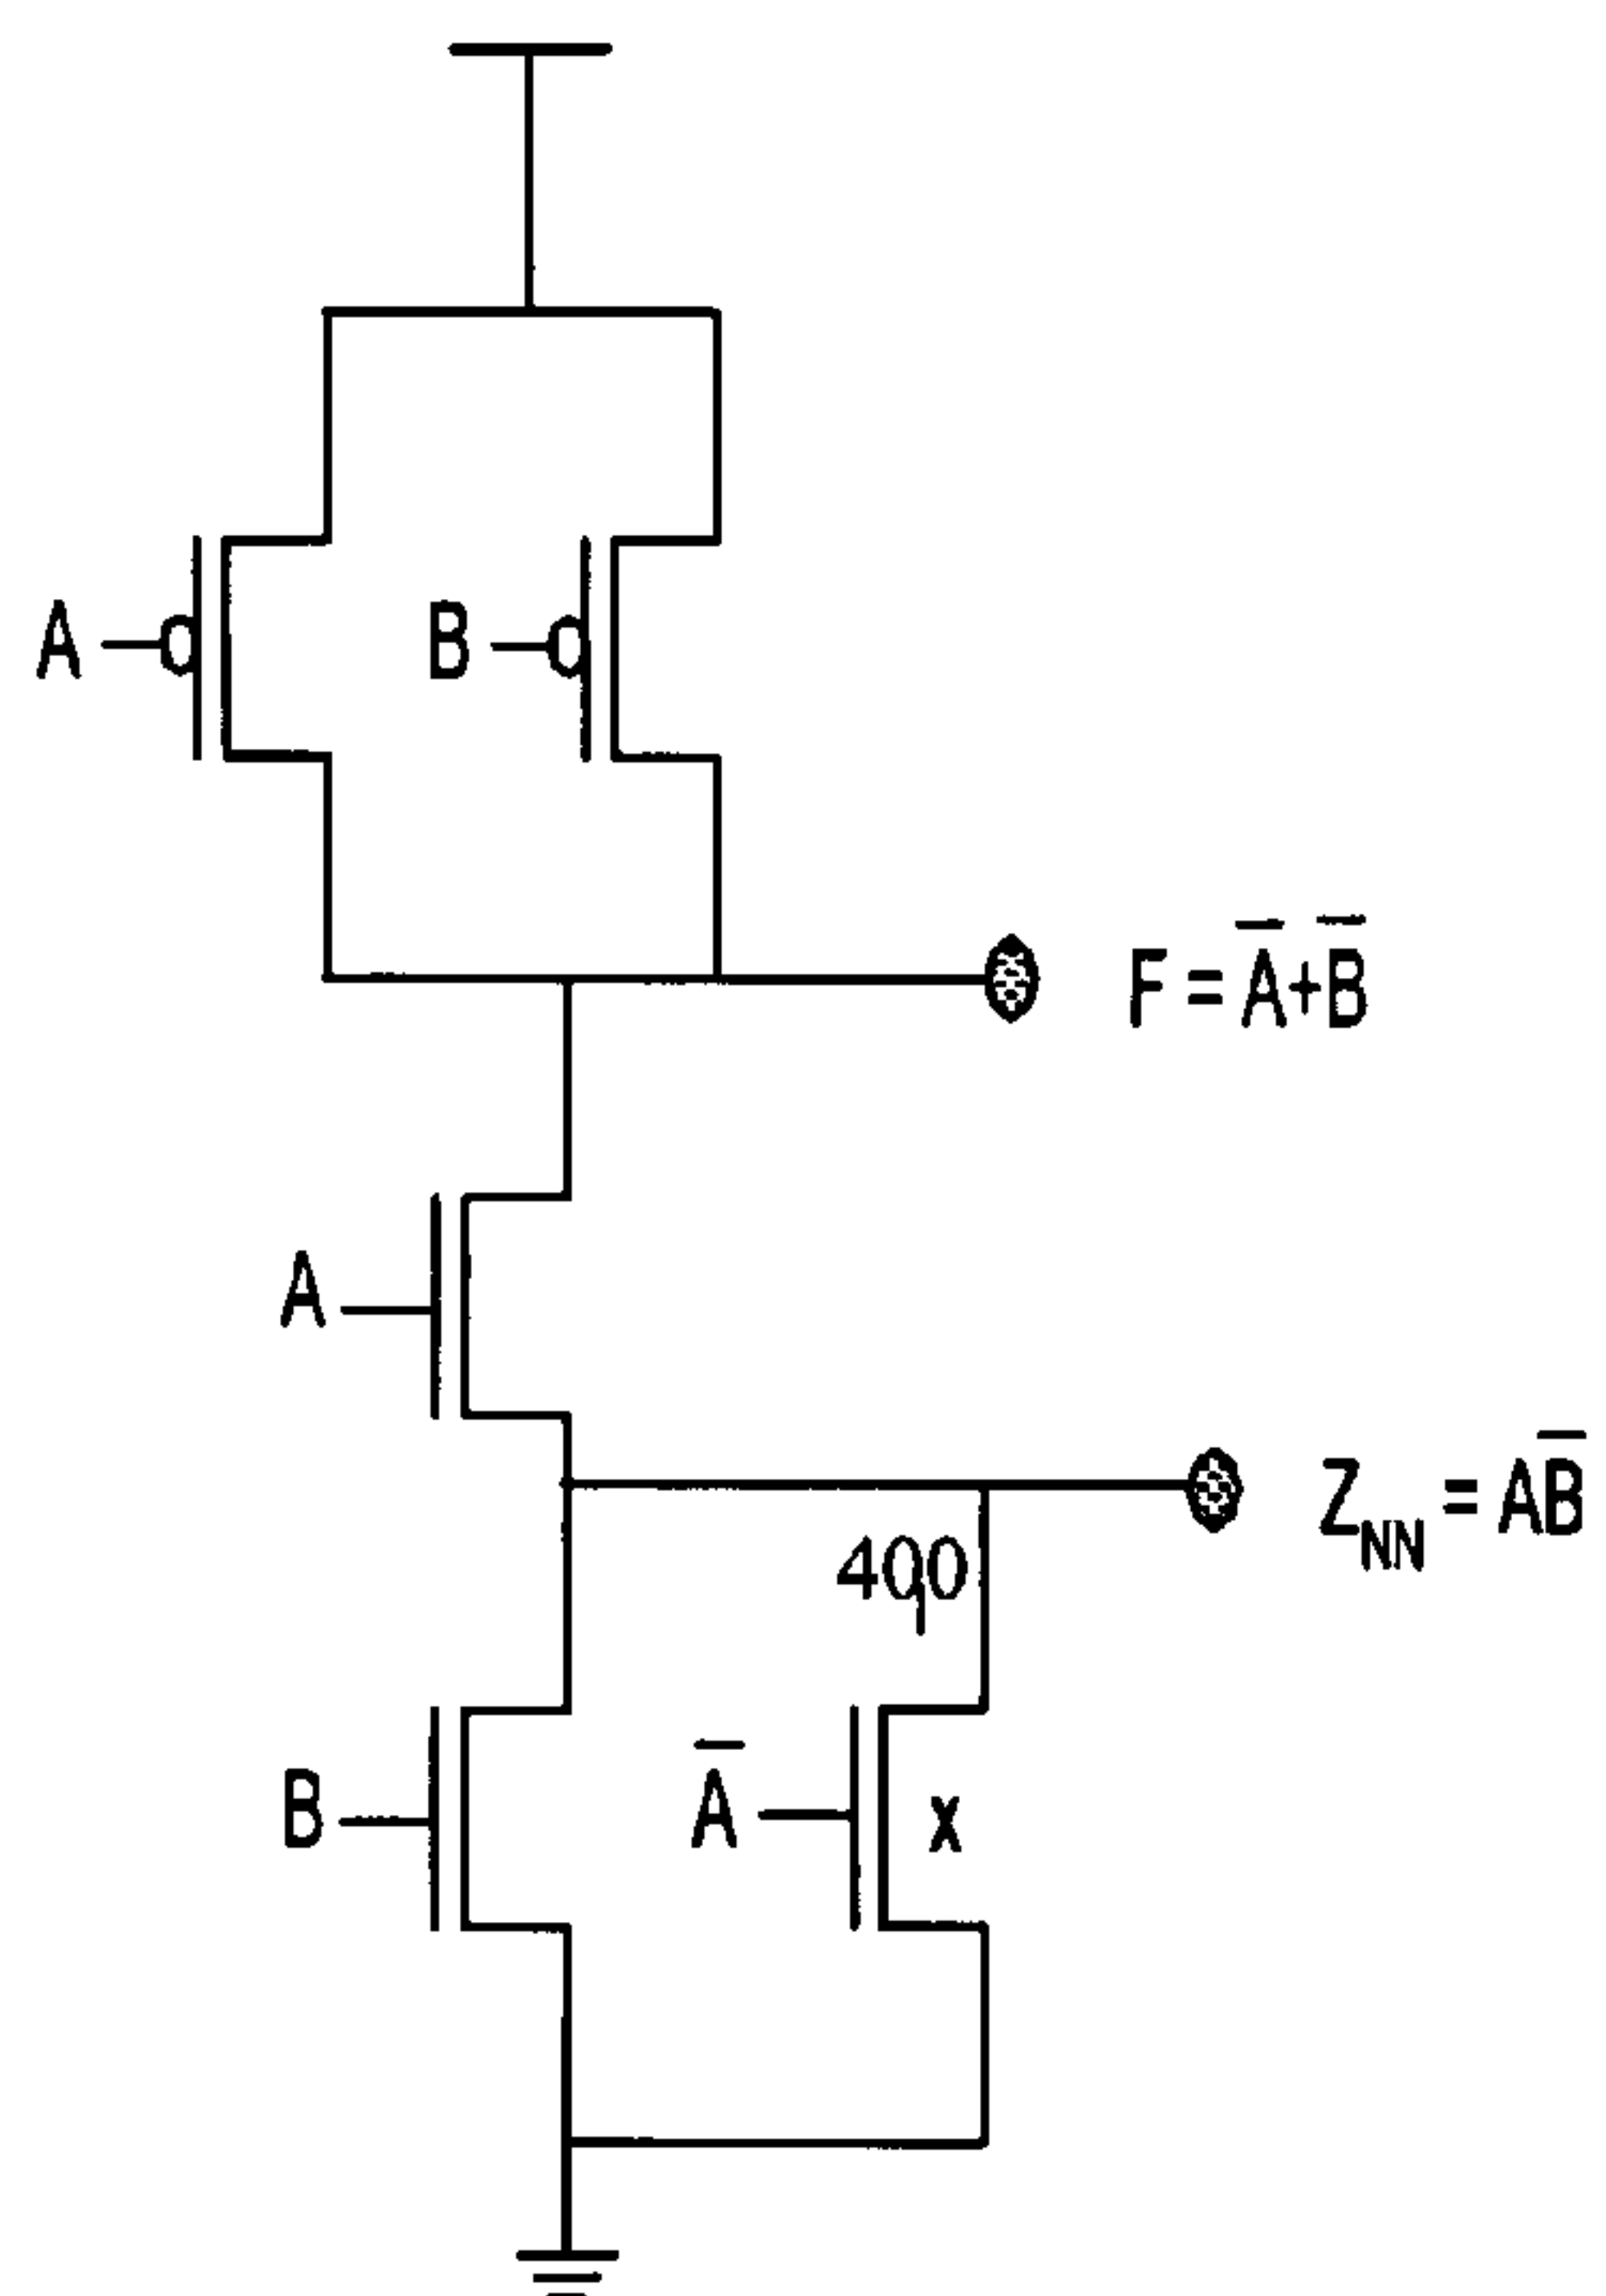 A
B
F = A̅+B̅
A
Z_NN = AB̅
400
B
A̅
x